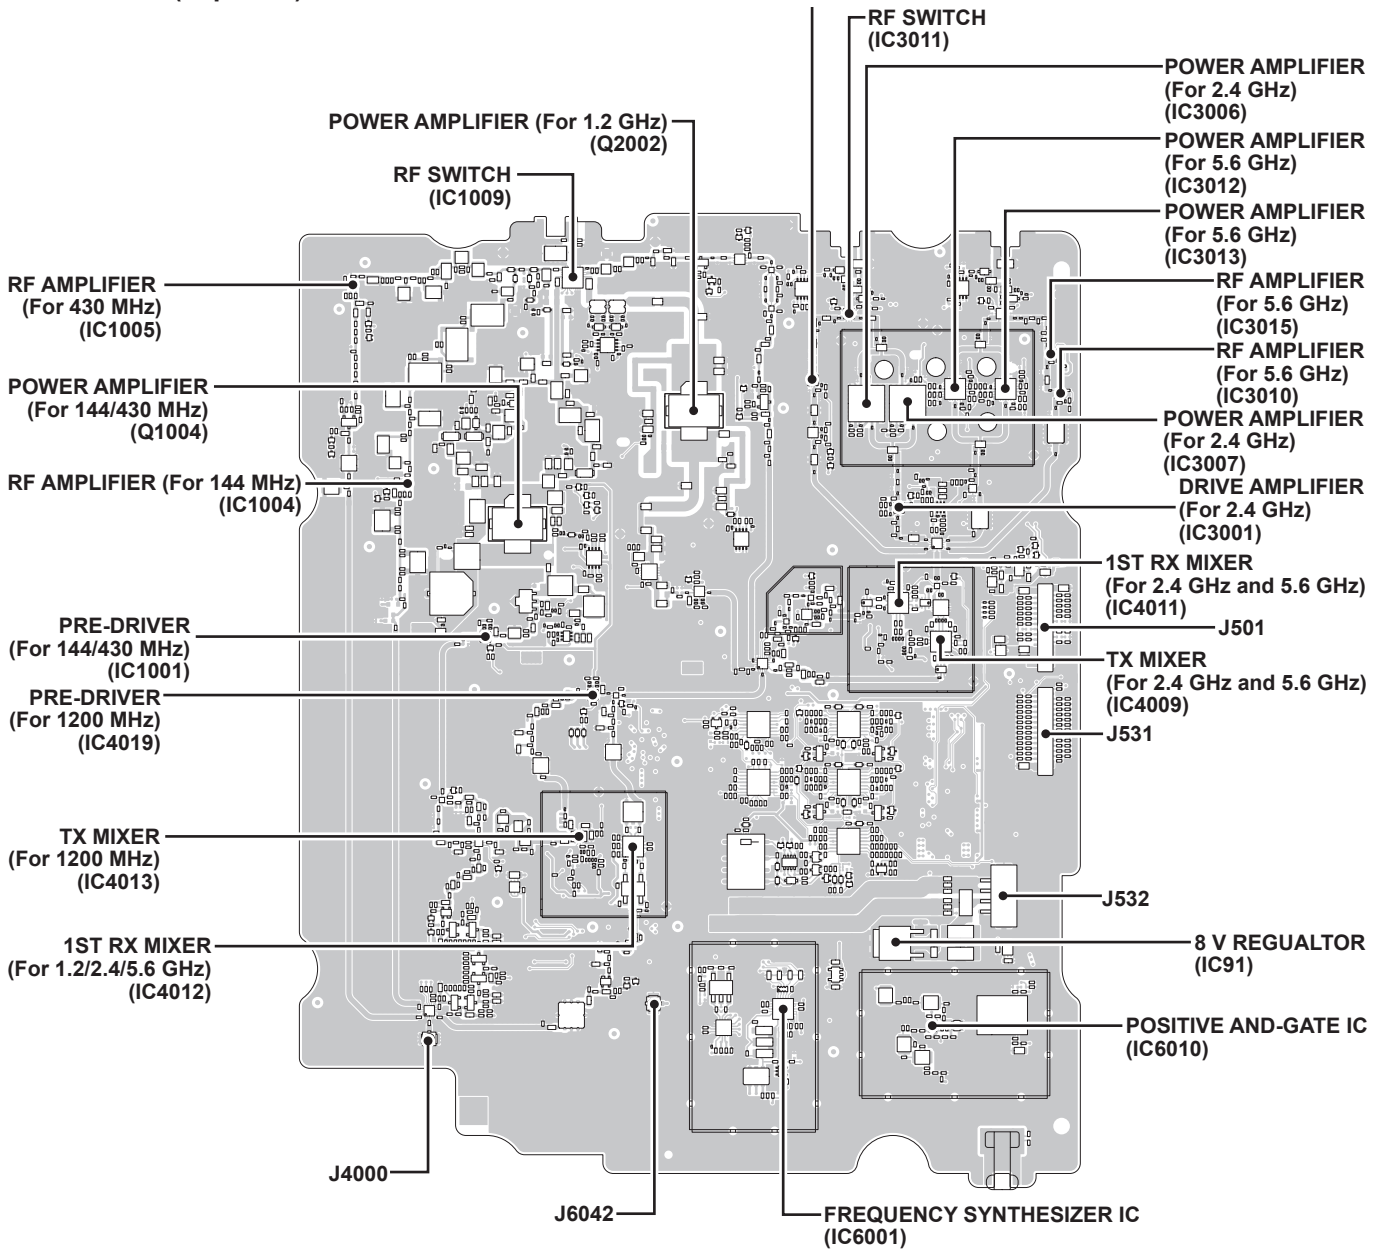 RF SWITCH
(IC3011)
POWER AMPLIFIER
(For 2.4 GHz)
(IC3006)
POWER AMPLIFIER (For 1.2 GHz)
(Q2002)
POWER AMPLIFIER
(For 5.6 GHz)
(IC3012)
RF SWITCH
(IC1009)
POWER AMPLIFIER
(For 5.6 GHz)
(IC3013)
RF AMPLIFIER
(For 430 MHz)
(IC1005)
RF AMPLIFIER
(For 5.6 GHz)
(IC3015)
RF AMPLIFIER
(For 5.6 GHz)
(IC3010)
POWER AMPLIFIER
(For 144/430 MHz)
(Q1004)
POWER AMPLIFIER
(For 2.4 GHz)
(IC3007)
RF AMPLIFIER (For 144 MHz)
(IC1004)
DRIVE AMPLIFIER
(For 2.4 GHz)
(IC3001)
1ST RX MIXER
(For 2.4 GHz and 5.6 GHz)
(IC4011)
PRE-DRIVER
(For 144/430 MHz)
(IC1001)
J501
TX MIXER
(For 2.4 GHz and 5.6 GHz)
(IC4009)
PRE-DRIVER
(For 1200 MHz)
(IC4019)
J531
TX MIXER
(For 1200 MHz)
(IC4013)
J532
1ST RX MIXER
(For 1.2/2.4/5.6 GHz)
(IC4012)
8 V REGUALTOR
(IC91)
POSITIVE AND-GATE IC
(IC6010)
J4000
J6042
FREQUENCY SYNTHESIZER IC
(IC6001)